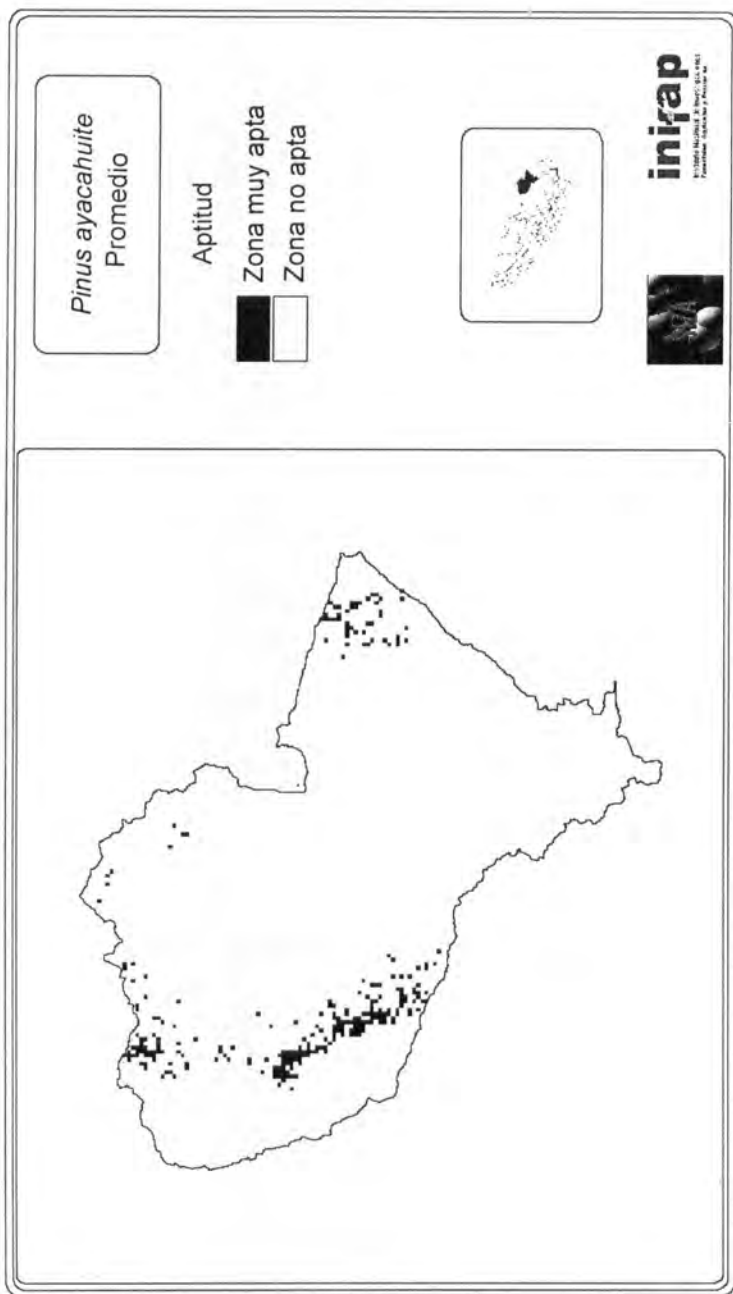 Pinus ayacahuite
Promedio
Aptitud
Zona muy apta
Zona no apta
inifap